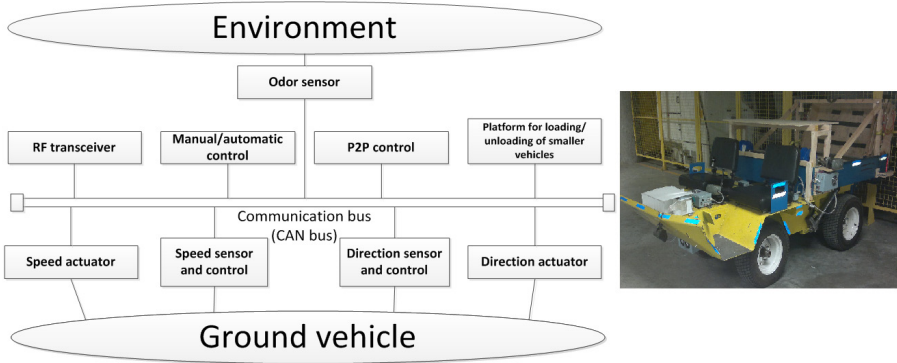 Environment
Odor sensor
RF transceiver
Manual/automatic
control
P2P control
Platform for loading/
unloading of smaller
vehicles
Communication bus
(CAN bus)
Speed actuator
Speed sensor
and control
Direction sensor
and control
Direction actuator
Ground vehicle